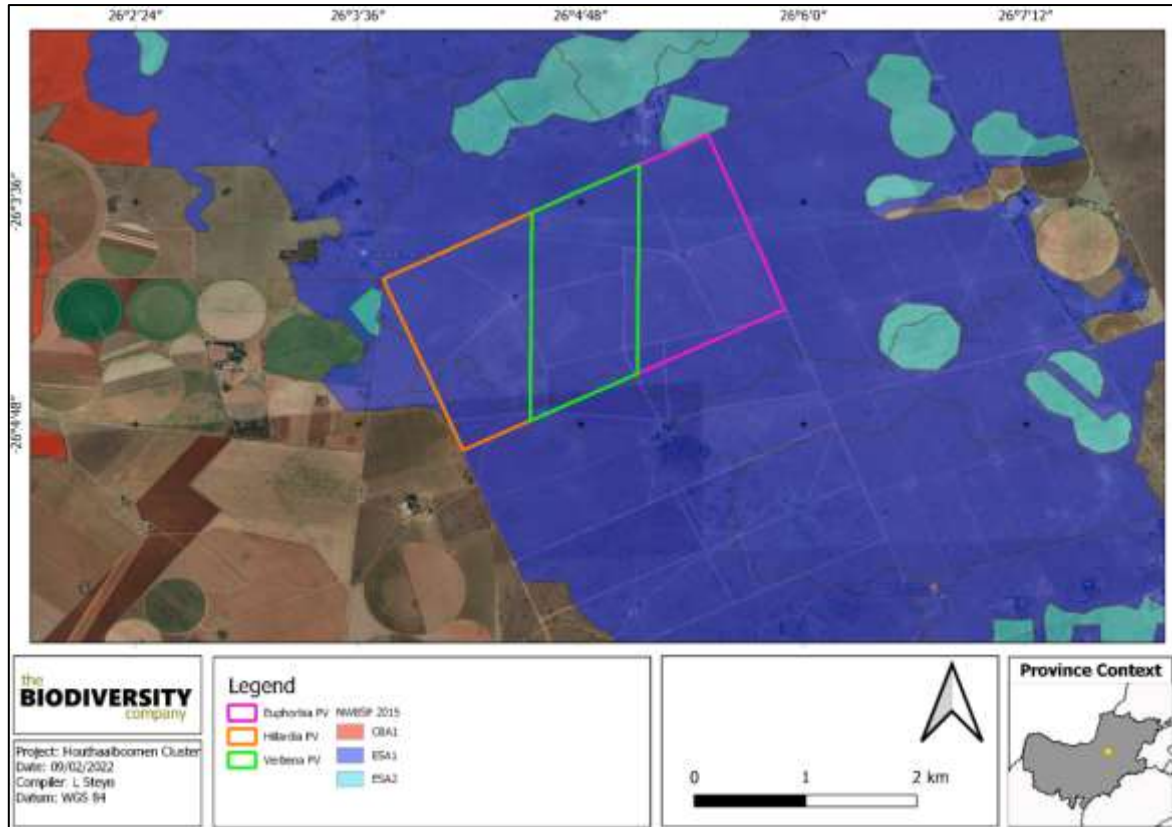 26°2'24" 26°3'36" 26°4'48" 26°6'0" 26°7'12"
-26°3'36"
-26°4'48"
the
BIODIVERSITY
company
Project: Houthaalboomen Cluster
Date: 09/02/2022
Compiler: L Steyn
Datum: WGS 84
Legend
Euphorbia PV
Hillardia PV
Verbena PV
NWBSP 2015
CBA1
ESA1
ESA2
0 1 2 km
Province Context